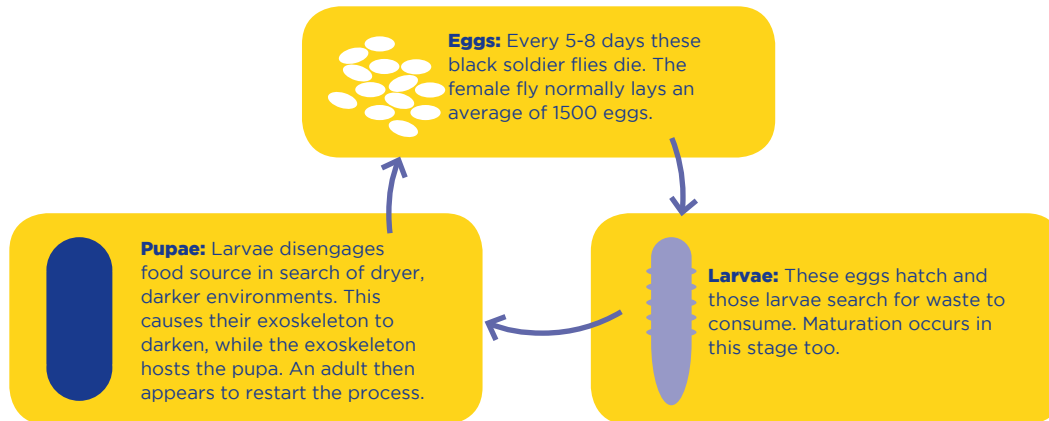 Eggs: Every 5-8 days these
black soldier flies die. The
female fly normally lays an
average of 1500 eggs.
Pupae: Larvae disengages
food source in search of dryer,
darker environments. This
causes their exoskeleton to
darken, while the exoskeleton
hosts the pupa. An adult then
appears to restart the process.
Larvae: These eggs hatch and
those larvae search for waste to
consume. Maturation occurs in
this stage too.